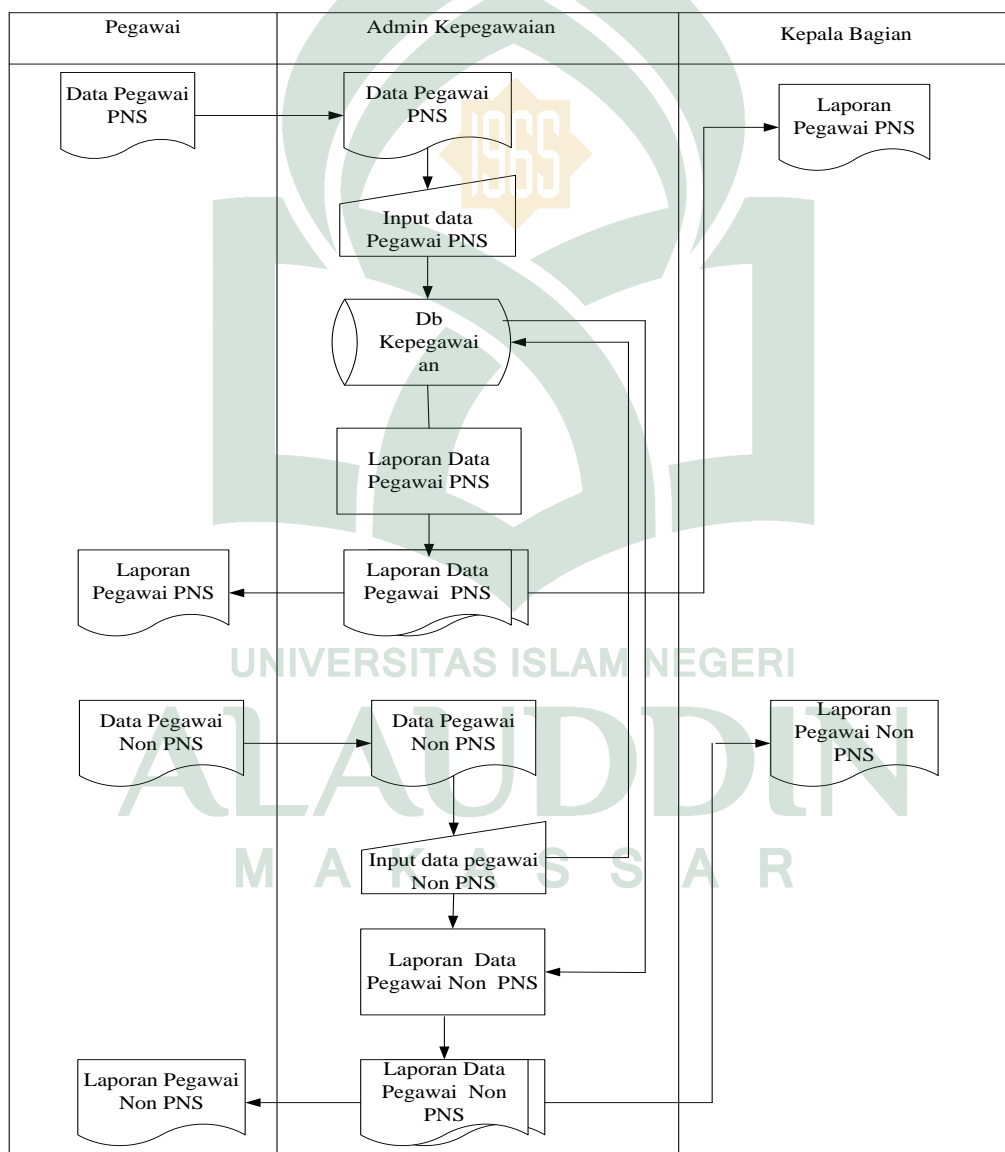 Pegawai
Admin Kepegawaian
Kepala Bagian
Data Pegawai
PNS
Data Pegawai
PNS
Laporan
Pegawai PNS
1965
Input data
Pegawai PNS
Db
Kepegawai
an
Laporan Data
Pegawai PNS
Laporan
Pegawai PNS
Laporan Data
Pegawai PNS
UNIVERSITAS ISLAM NEGERI
Data Pegawai
Non PNS
Data Pegawai
Non PNS
Laporan
Pegawai Non
PNS
ALAUDDIN
Input data pegawai
Non PNS
MAKASSAR
Laporan Data
Pegawai Non PNS
Laporan Pegawai
Non PNS
Laporan Data
Pegawai Non
PNS